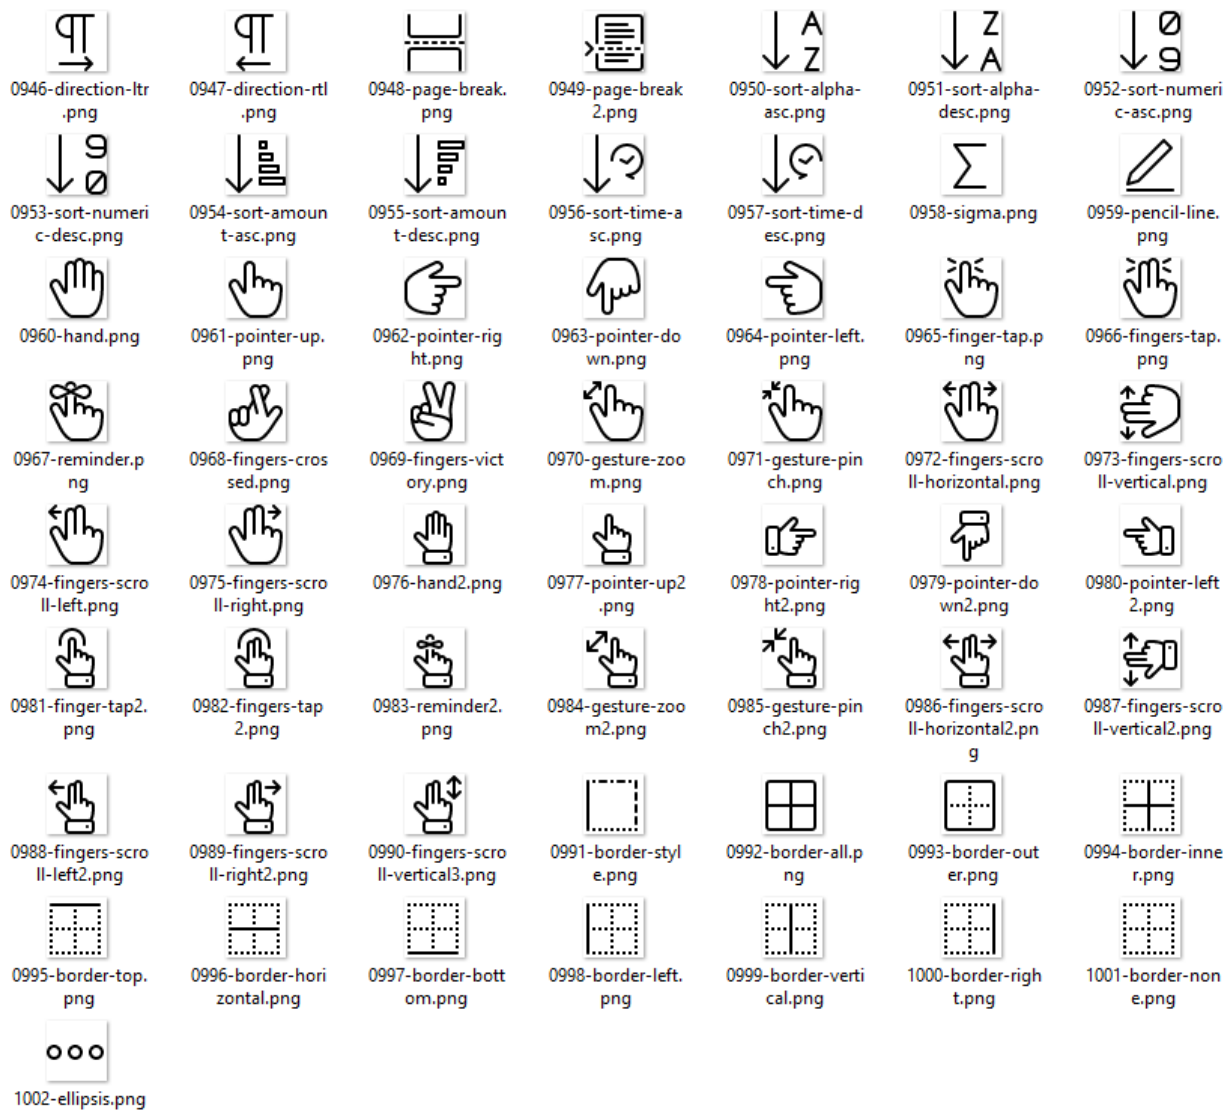 0946-direction-ltr
.png
0947-direction-rtl
.png
0948-page-break.
png
0949-page-break
2.png
0950-sort-alpha-
asc.png
0951-sort-alpha-
desc.png
0952-sort-numeri
c-asc.png
0953-sort-numeri
c-desc.png
0954-sort-amoun
t-asc.png
0955-sort-amoun
t-desc.png
0956-sort-time-a
sc.png
0957-sort-time-d
esc.png
0958-sigma.png
0959-pencil-line.
png
0960-hand.png
0961-pointer-up.
png
0962-pointer-rig
ht.png
0963-pointer-do
wn.png
0964-pointer-left.
png
0965-finger-tap.p
ng
0966-fingers-tap.
png
0967-reminder.p
ng
0968-fingers-cros
sed.png
0969-fingers-vict
ory.png
0970-gesture-zoo
m.png
0971-gesture-pin
ch.png
0972-fingers-scro
ll-horizontal.png
0973-fingers-scro
ll-vertical.png
0974-fingers-scro
ll-left.png
0975-fingers-scro
ll-right.png
0976-hand2.png
0977-pointer-up2
.png
0978-pointer-rig
ht2.png
0979-pointer-do
wn2.png
0980-pointer-left
2.png
0981-finger-tap2.
png
0982-fingers-tap
2.png
0983-reminder2.
png
0984-gesture-zoo
m2.png
0985-gesture-pin
ch2.png
0986-fingers-scro
ll-horizontal2.pn
g
0987-fingers-scro
ll-vertical2.png
0988-fingers-scro
ll-left2.png
0989-fingers-scro
ll-right2.png
0990-fingers-scro
ll-vertical3.png
0991-border-styl
e.png
0992-border-all.p
ng
0993-border-out
er.png
0994-border-inne
r.png
0995-border-top.
png
0996-border-hori
zontal.png
0997-border-bott
om.png
0998-border-left.
png
0999-border-verti
cal.png
1000-border-righ
t.png
1001-border-non
e.png
1002-ellipsis.png